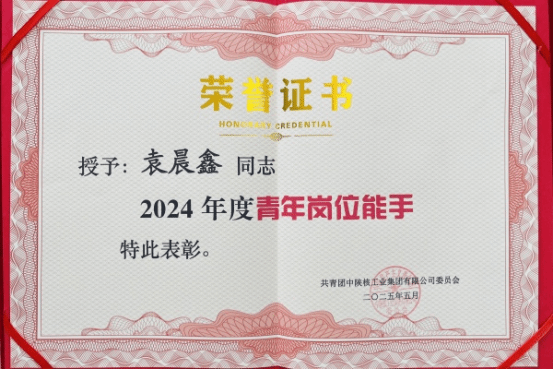 荣誉证书
HONORARY CREDENTIAL
授予：袁晨鑫 同志
2024 年度青年岗位能手
特此表彰。
共青团中陕核工业集团有限公司委员会
二〇二五年五月